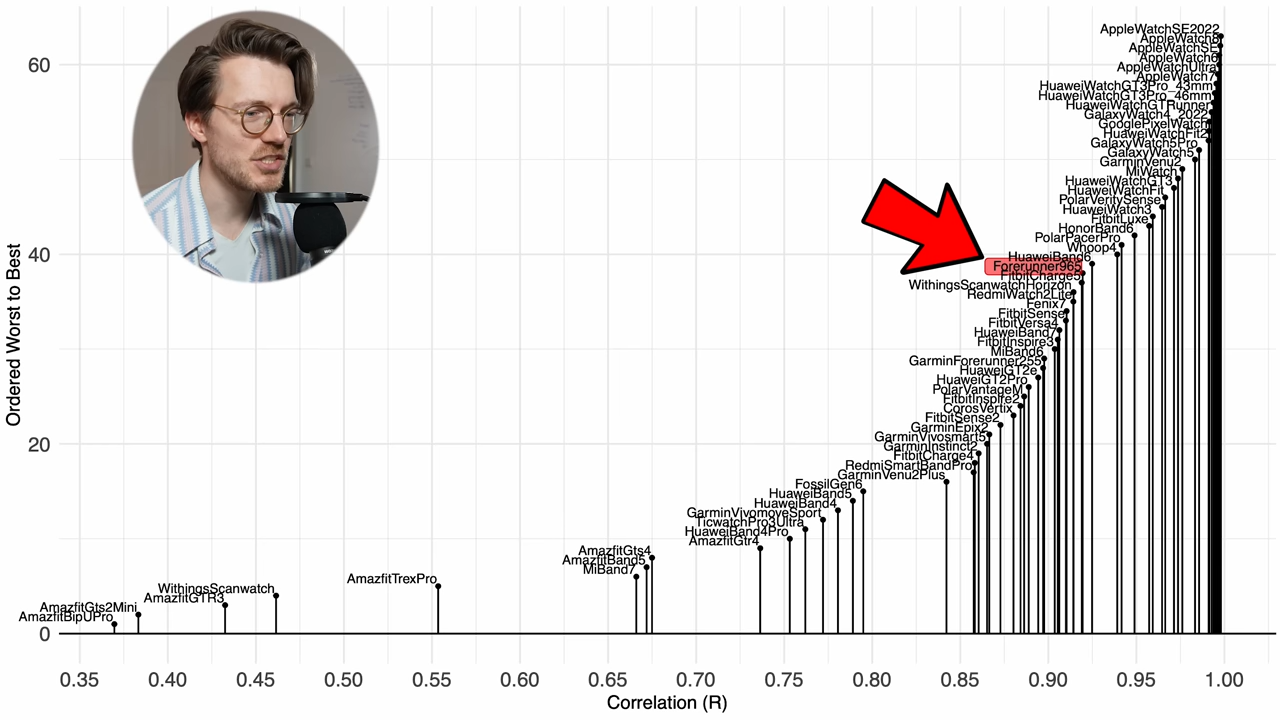 Ordered Worst to Best
60
40
20
0
AppleWatchSE2022
AppleWatch8
AppleWatchSE
AppleWatch6
AppleWatchUltra
AppleWatch7
HuaweiWatchGT3Pro_43mm
HuaweiWatchGT3Pro_46mm
HuaweiWatchGTRunner
GalaxyWatch4_2022
GooglePixelWatch
HuaweiWatchFit2
GalaxyWatch5Pro
GalaxyWatch5
GarminVenu2
MiWatch
HuaweiWatchGT3
HuaweiWatchFit
PolarVeritySense
HuaweiWatch3
FitbitLuxe
HonorBand6
PolarPacerPro
Whoop4
HuaweiBand6
Forerunner965
FitbitCharge5
WithingsScanwatchHorizon
RedmiWatch2Lite
Fenix7
FitbitSense
FitbitVersa4
HuaweiBand7
FitbitInspire3
MiBand6
GarminForerunner255
HuaweiGT2e
HuaweiGT2Pro
PolarVantageM
FitbitInspire2
CorosVertix
FitbitSense2
GarminEpix2
GarminVivosmart5
GarminInstinct2
FitbitCharge4
RedmiSmartBandPro
GarminVenu2Plus
FossilGen6
HuaweiBand5
HuaweiBand4
GarminVivomoveSport
TicwatchPro3Ultra
HuaweiBand4Pro
AmazfitGtr4
AmazfitGts4
AmazfitBand5
MiBand7
AmazfitTrexPro
WithingsScanwatch
AmazfitGTR3
AmazfitGts2Mini
AmazfitBipUPro
0.35 0.40 0.45 0.50 0.55 0.60 0.65 0.70 0.75 0.80 0.85 0.90 0.95 1.00
Correlation (R)